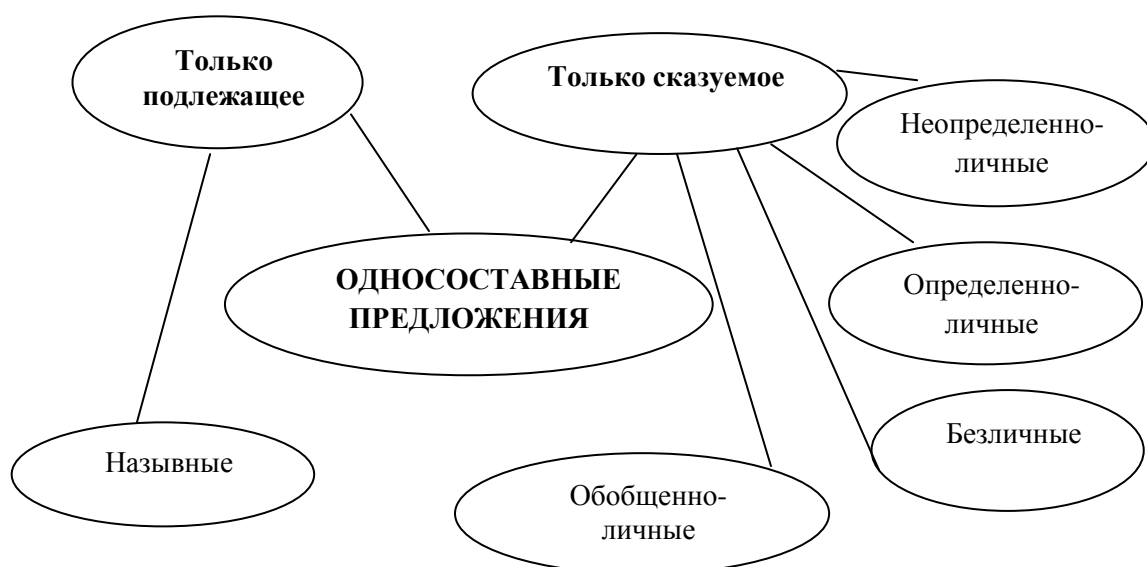 Только
подлежащее
Только сказуемое
Неопределенно-
личные
ОДНОСОСТАВНЫЕ
ПРЕДЛОЖЕНИЯ
Определенно-
личные
Безличные
Назывные
Обобщенно-
личные